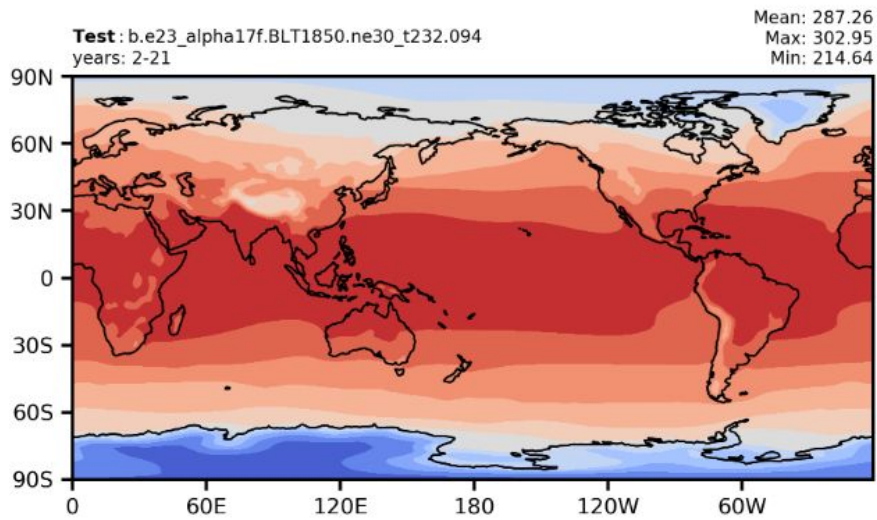 Mean: 287.26
Test: b.e23_alpha17f.BLT1850.ne30_t232.094
Max: 302.95
years: 2-21
Min: 214.64
90N
60N
30N
0
30S
60S
90S
0
60E
120E
180
120W
60W